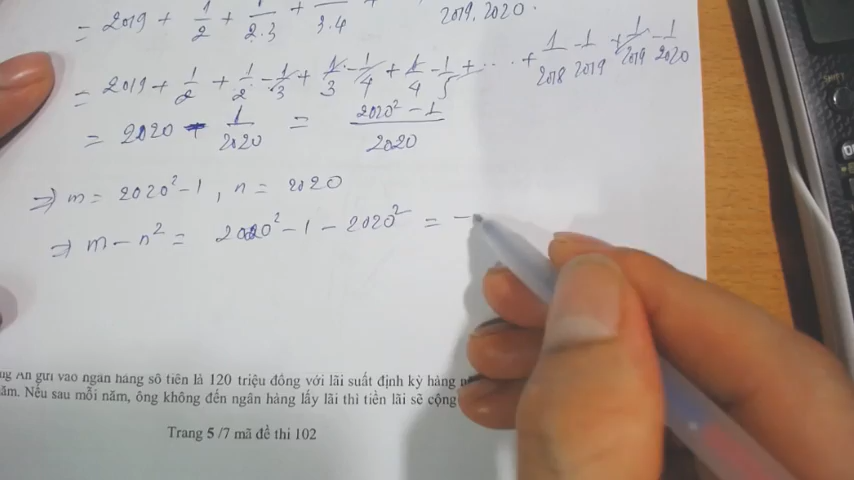 = 2019 + 1/2 + 1/2.3 + 1/3.4 + 2019.2020.
= 2019 + 1/2 + 1/2 - 1/3 + 1/3 - 1/4 + 1/4 - 1/5 + ... + 1/2018 - 1/2019 + 1/2019 - 1/2020
= 2020 - 1/2020 = 2020² - 1/2020
=> m = 2020² - 1, n = 2020
=> m - n² = 2020² - 1 - 2020² = -
An gửi vào ngân hàng số tiền là 120 triệu đồng với lãi suất định kỳ hàng
năm. Nếu sau mỗi năm, ông không đến ngân hàng lấy lãi thì tiền lãi sẽ cộng
Trang 5/7 mã đề thi 102